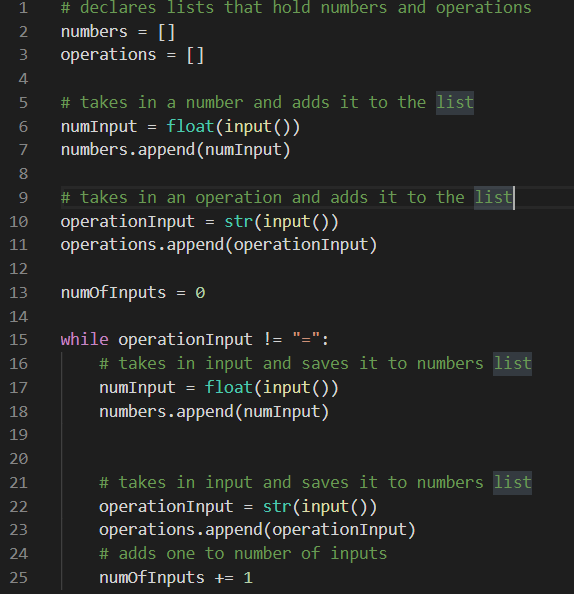 1 # declares lists that hold numbers and operations
2 numbers = []
3 operations = []
4
5 # takes in a number and adds it to the list
6 numInput = float(input())
7 numbers.append(numInput)
8
9 # takes in an operation and adds it to the list
10 operationInput = str(input())
11 operations.append(operationInput)
12
13 numOfInputs = 0
14
15 while operationInput != "=":
16     # takes in input and saves it to numbers list
17     numInput = float(input())
18     numbers.append(numInput)
19
20
21     # takes in input and saves it to numbers list
22     operationInput = str(input())
23     operations.append(operationInput)
24     # adds one to number of inputs
25     numOfInputs += 1